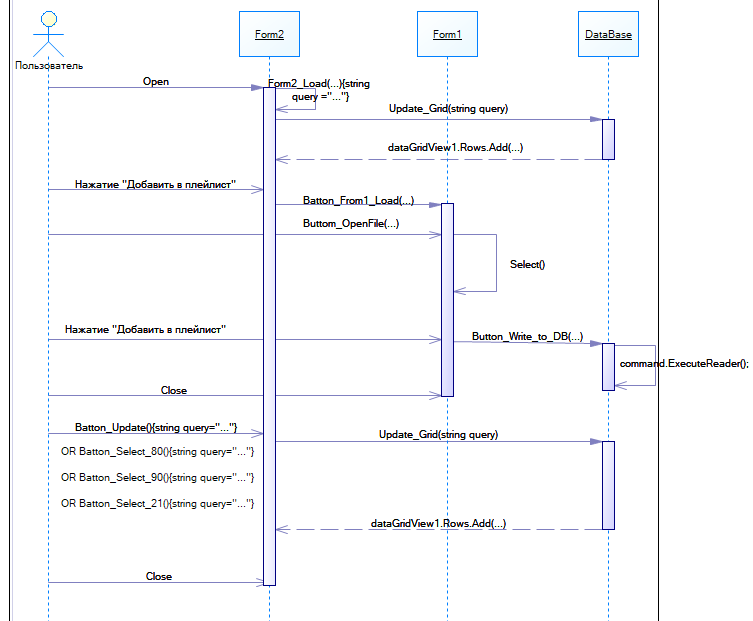 Form2
Form1
DataBase
Пользователь
Open
Form2_Load(...){string
query ="..."}
Update_Grid(string query)
dataGridView1.Rows.Add(...)
Нажатие "Добавить в плейлист"
Batton_From1_Load(...)
Buttom_OpenFile(...)
Select()
Нажатие "Добавить в плейлист"
Button_Write_to_DB(...)
command.ExecuteReader();
Close
Batton_Update(){string query="..."}
Update_Grid(string query)
OR Batton_Select_80(){string query="..."}
OR Batton_Select_90(){string query="..."}
OR Batton_Select_21(){string query="..."}
dataGridView1.Rows.Add(...)
Close